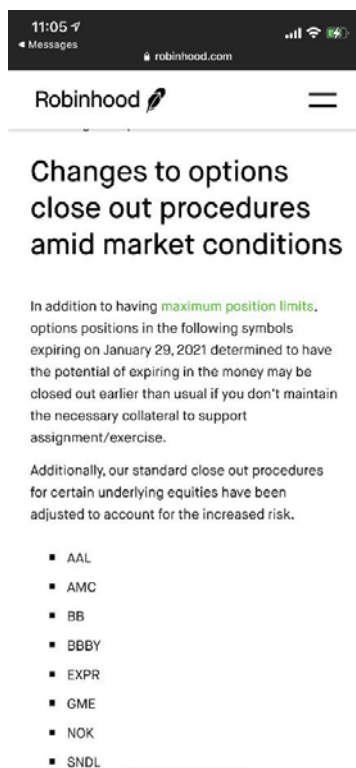 11:05
◀ Messages
robinhood.com
Robinhood
Changes to options
close out procedures
amid market conditions
In addition to having maximum position limits,
options positions in the following symbols
expiring on January 29, 2021 determined to have
the potential of expiring in the money may be
closed out earlier than usual if you don't maintain
the necessary collateral to support
assignment/exercise.
Additionally, our standard close out procedures
for certain underlying equities have been
adjusted to account for the increased risk.
▪ AAL
▪ AMC
▪ BB
▪ BBBY
▪ EXPR
▪ GME
▪ NOK
▪ SNDL